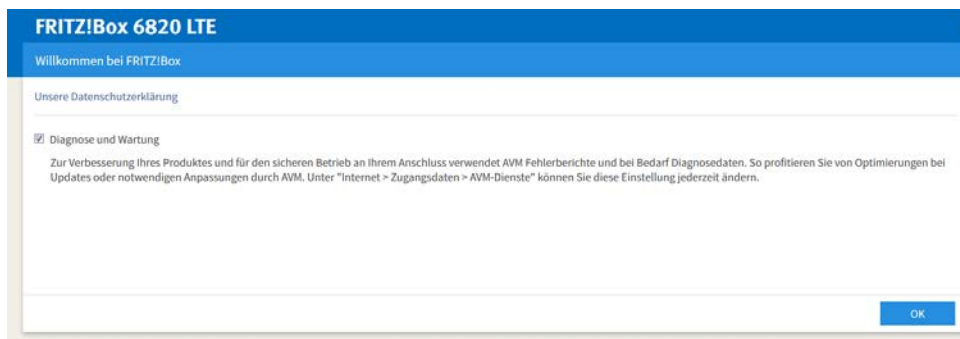 FRITZ!Box 6820 LTE
Willkommen bei FRITZ!Box
Unsere Datenschutzerklärung
Diagnose und Wartung
Zur Verbesserung Ihres Produktes und für den sicheren Betrieb an Ihrem Anschluss verwendet AVM Fehlerberichte und bei Bedarf Diagnosedaten. So profitieren Sie von Optimierungen bei
Updates oder notwendigen Anpassungen durch AVM. Unter "Internet > Zugangsdaten > AVM-Dienste" können Sie diese Einstellung jederzeit ändern.
OK